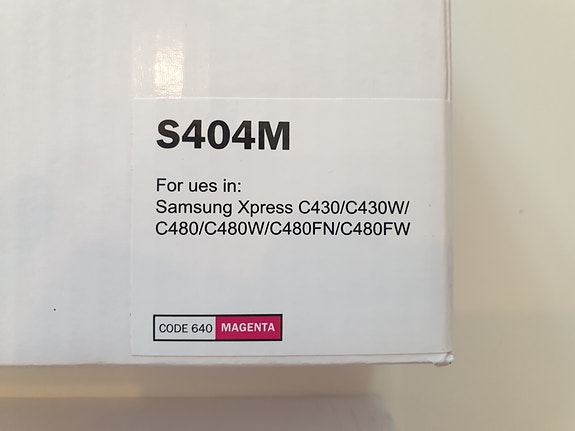 S404M
For ues in:
Samsung Xpress C430/C430W/
C480/C480W/C480FN/C480FW
CODE 640 MAGENTA